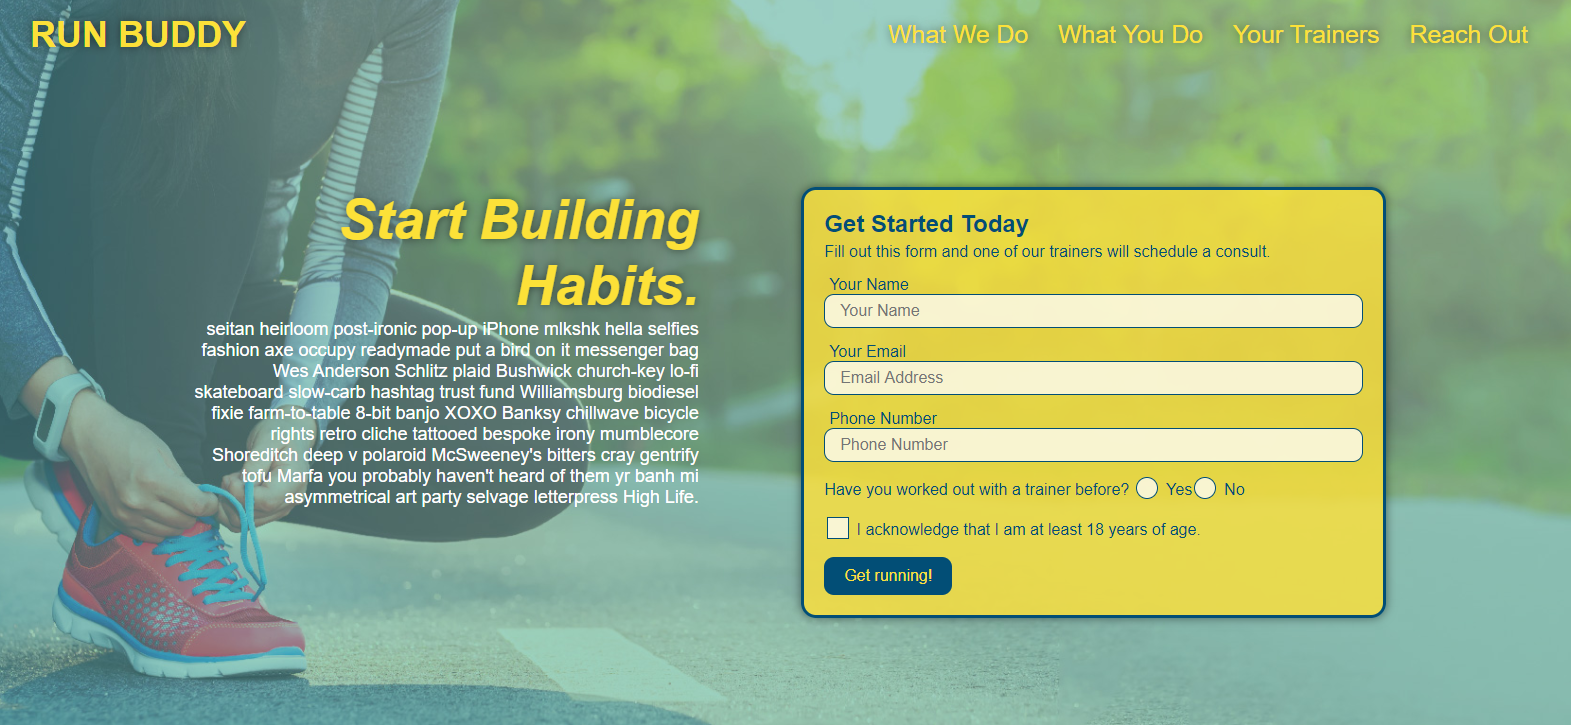 RUN BUDDY
What We Do What You Do Your Trainers Reach Out
Start Building
Habits.
seitan heirloom post-ironic pop-up iPhone mlkshk hella selfies
fashion axe occupy readymade put a bird on it messenger bag
Wes Anderson Schlitz plaid Bushwick church-key lo-fi
skateboard slow-carb hashtag trust fund Williamsburg biodiesel
fixie farm-to-table 8-bit banjo XOXO Banksy chillwave bicycle
rights retro cliche tattooed bespoke irony mumblecore
Shoreditch deep v polaroid McSweeney's bitters cray gentrify
tofu Marfa you probably haven't heard of them yr banh mi
asymmetrical art party selvage letterpress High Life.
Get Started Today
Fill out this form and one of our trainers will schedule a consult.
Your Name
Your Name
Your Email
Email Address
Phone Number
Phone Number
Have you worked out with a trainer before? Yes No
I acknowledge that I am at least 18 years of age.
Get running!